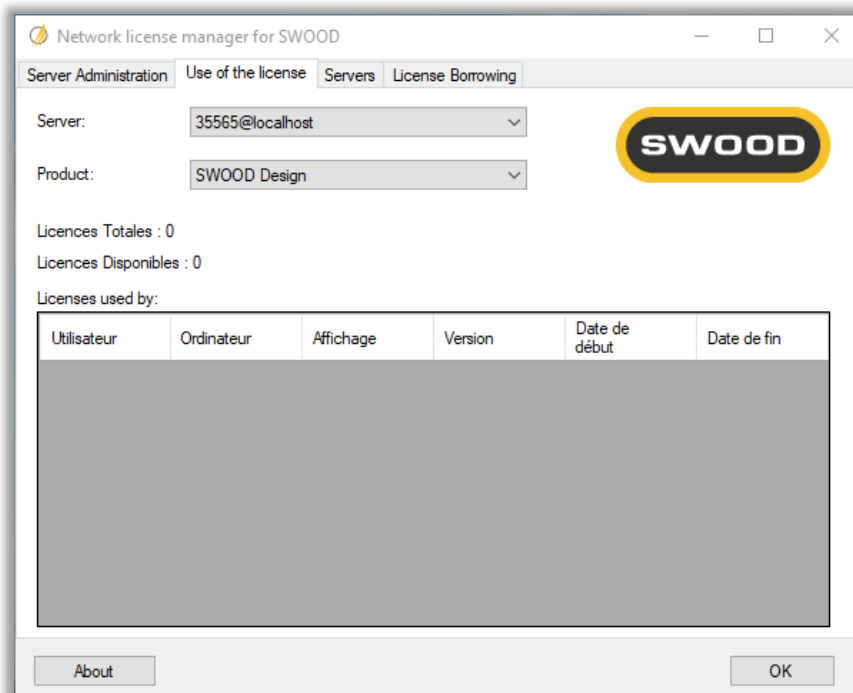 Network license manager for SWOOD
Server Administration Use of the license Servers License Borrowing
Server: 35565@localhost
SWOOD
Product: SWOOD Design
Licences Totales : 0
Licences Disponibles : 0
Licenses used by:
Utilisateur Ordinateur Affichage Version Date de début Date de fin
About OK